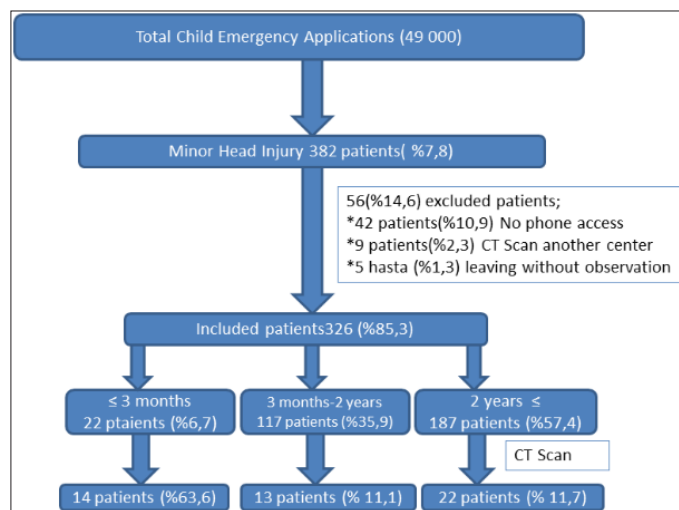 Total Child Emergency Applications (49 000)
Minor Head Injury 382 patients( %7,8)
56(%14,6) excluded patients;
*42 patients(%10,9) No phone access
*9 patients(%2,3) CT Scan another center
*5 hasta (%1,3) leaving without observation
Included patients326 (%85,3)
≤ 3 months
22 ptaients (%6,7)
3 months-2 years
117 patients (%35,9)
2 years ≤
187 patients (%57,4)
CT Scan
14 patients (%63,6)
13 patients (% 11,1)
22 patients (% 11,7)